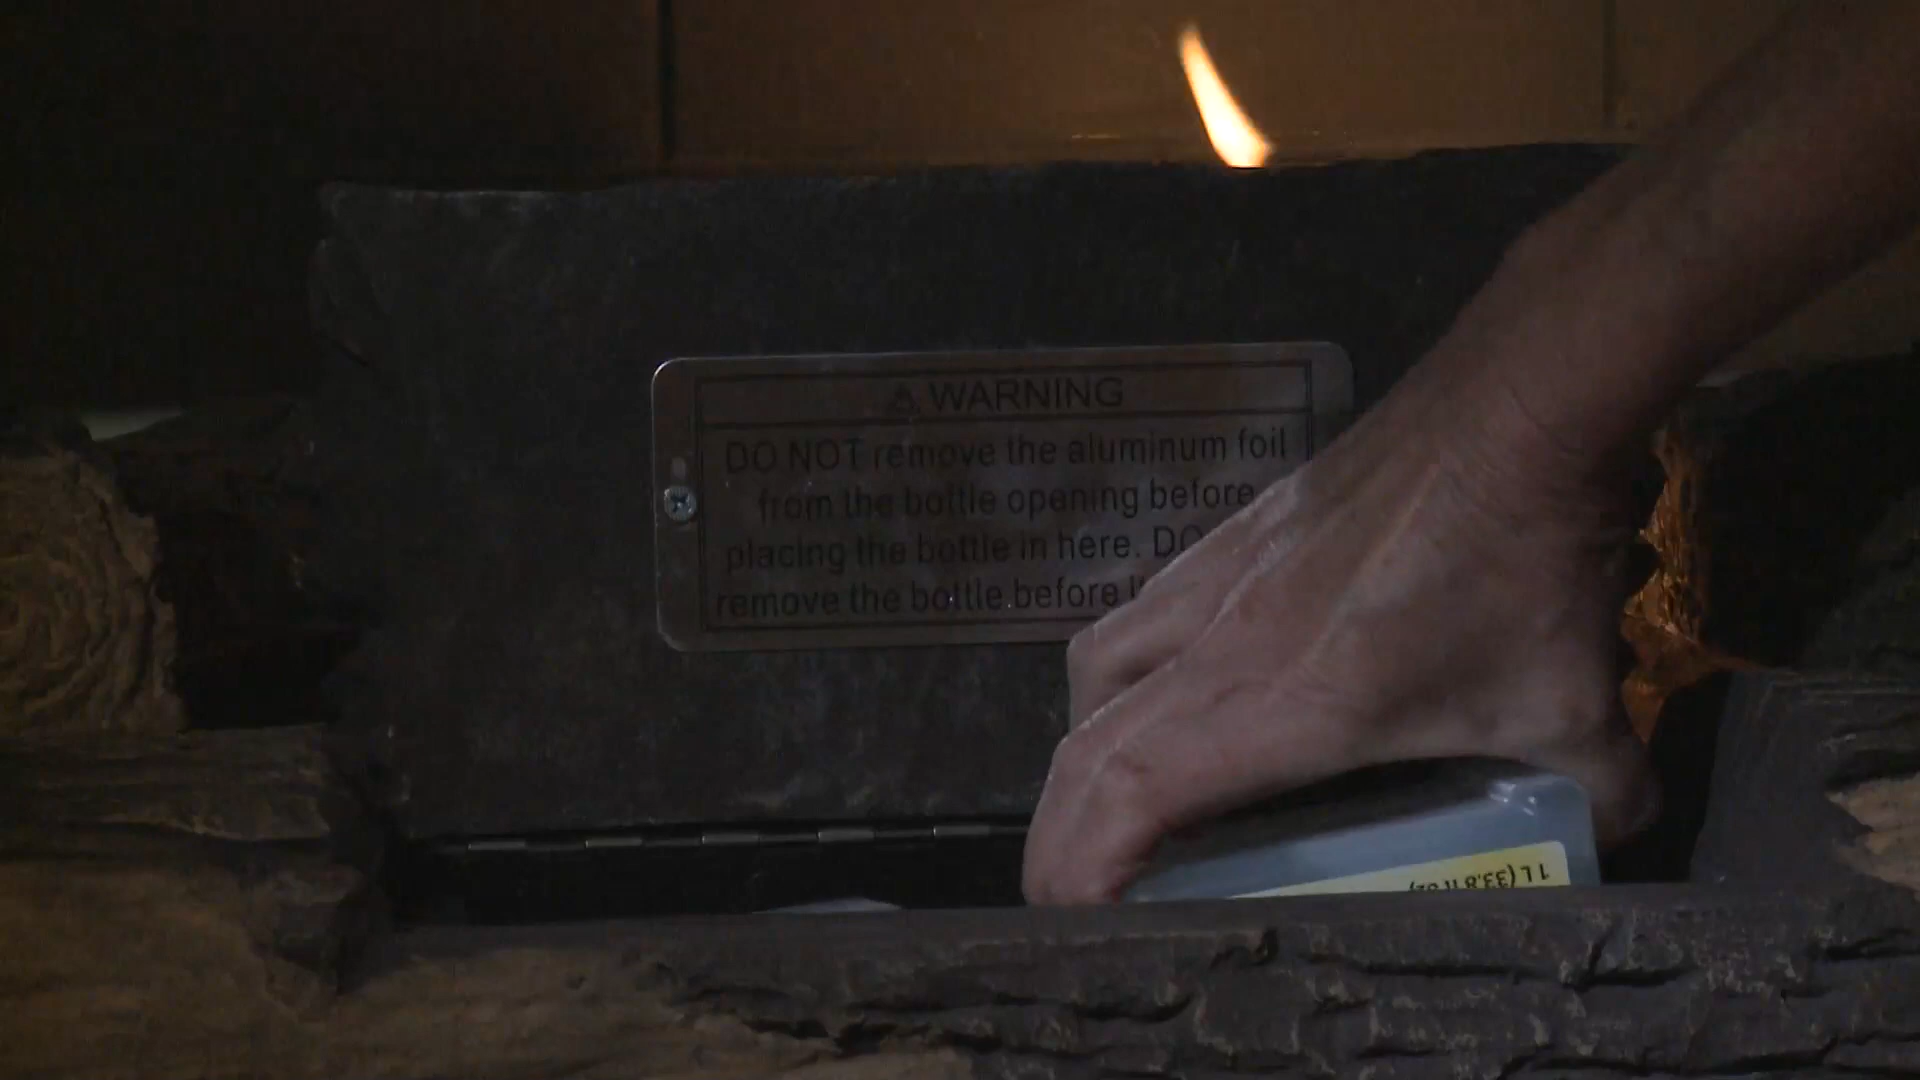 ⚠ WARNING
DO NOT remove the aluminum foil
from the bottle opening before
placing the bottle in here. DO
remove the bottle before
1 L (33.8 fl oz)